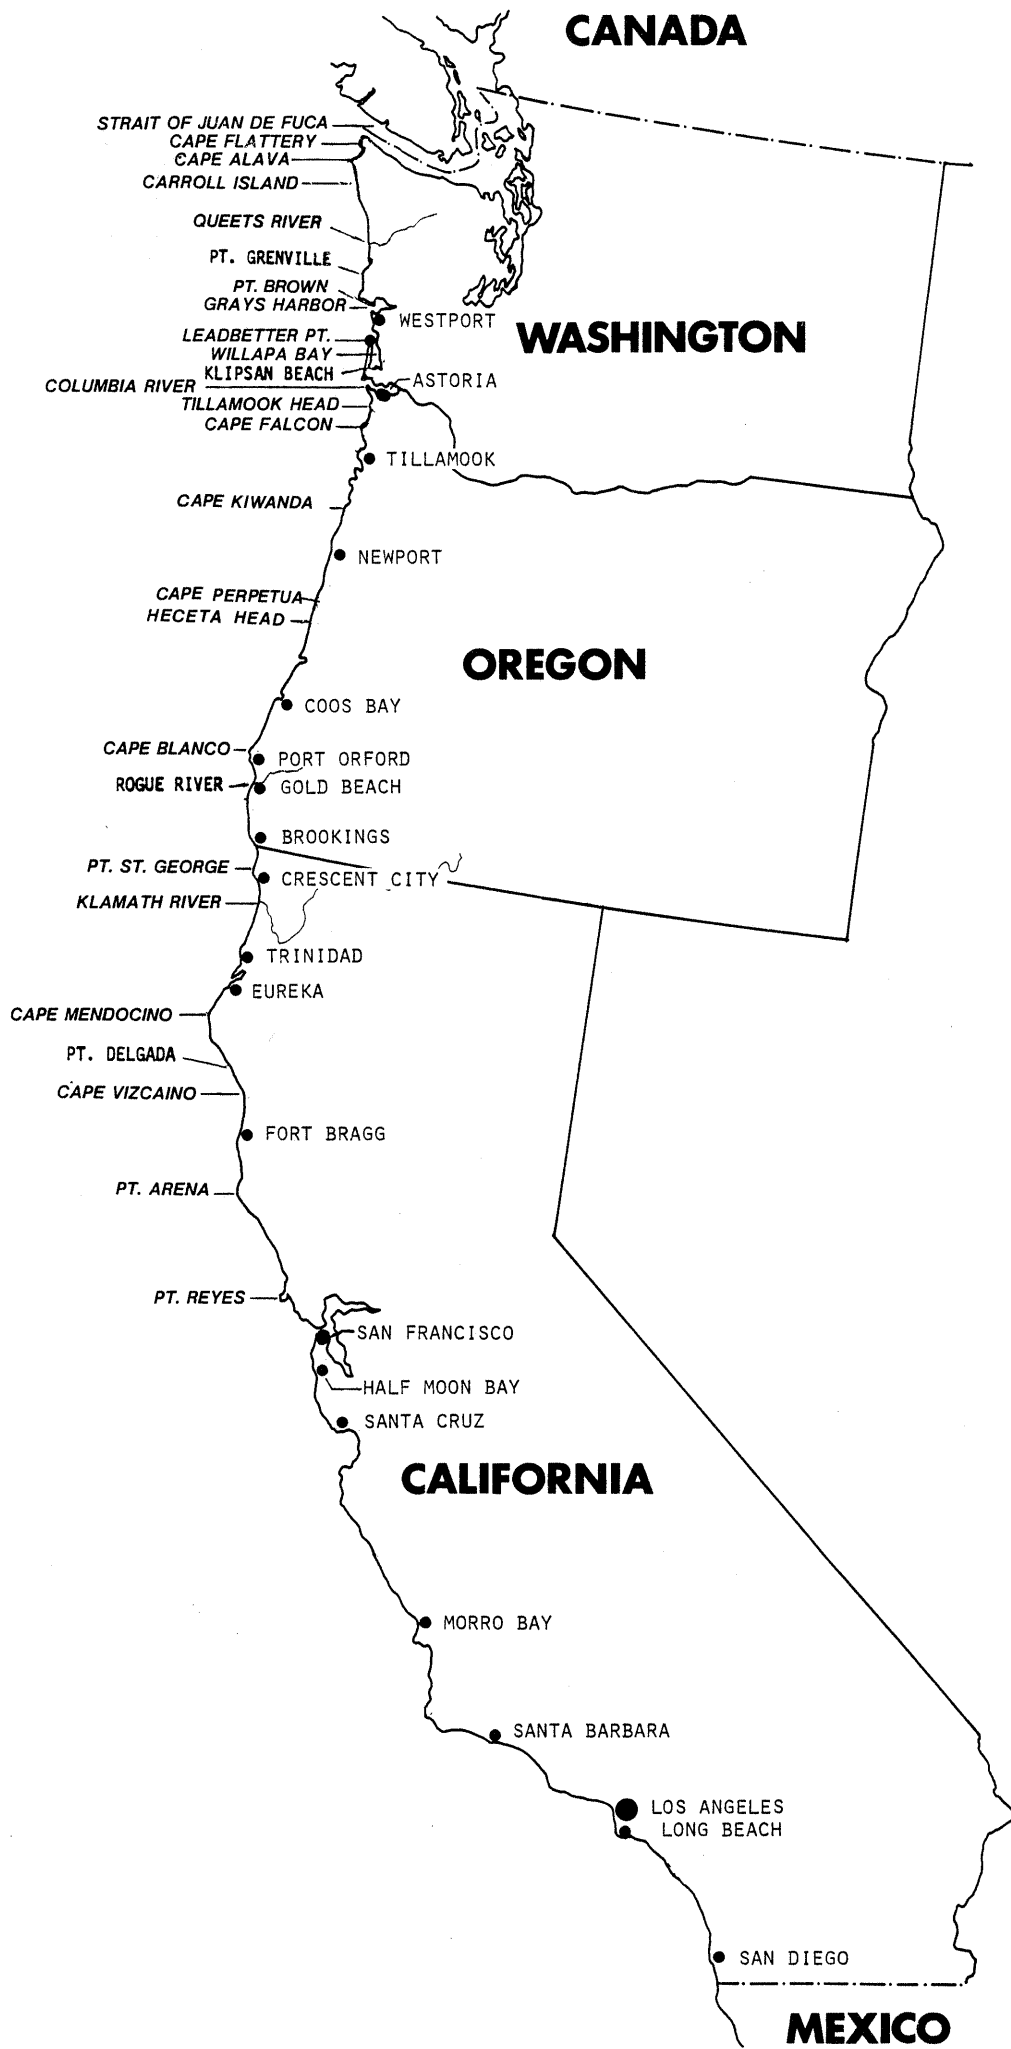 CANADA
STRAIT OF JUAN DE FUCA
CAPE FLATTERY
CAPE ALAVA
CARROLL ISLAND
QUEETS RIVER
PT. GRENVILLE
PT. BROWN
GRAYS HARBOR
WESTPORT
WASHINGTON
LEADBETTER PT.
WILLAPA BAY
KLIPSAN BEACH
COLUMBIA RIVER
ASTORIA
TILLAMOOK HEAD
CAPE FALCON
TILLAMOOK
CAPE KIWANDA
NEWPORT
CAPE PERPETUA
HECETA HEAD
OREGON
COOS BAY
CAPE BLANCO
PORT ORFORD
ROGUE RIVER
GOLD BEACH
BROOKINGS
PT. ST. GEORGE
CRESCENT CITY
KLAMATH RIVER
TRINIDAD
EUREKA
CAPE MENDOCINO
PT. DELGADA
CAPE VIZCAINO
FORT BRAGG
PT. ARENA
PT. REYES
SAN FRANCISCO
HALF MOON BAY
SANTA CRUZ
CALIFORNIA
MORRO BAY
SANTA BARBARA
LOS ANGELES
LONG BEACH
SAN DIEGO
MEXICO